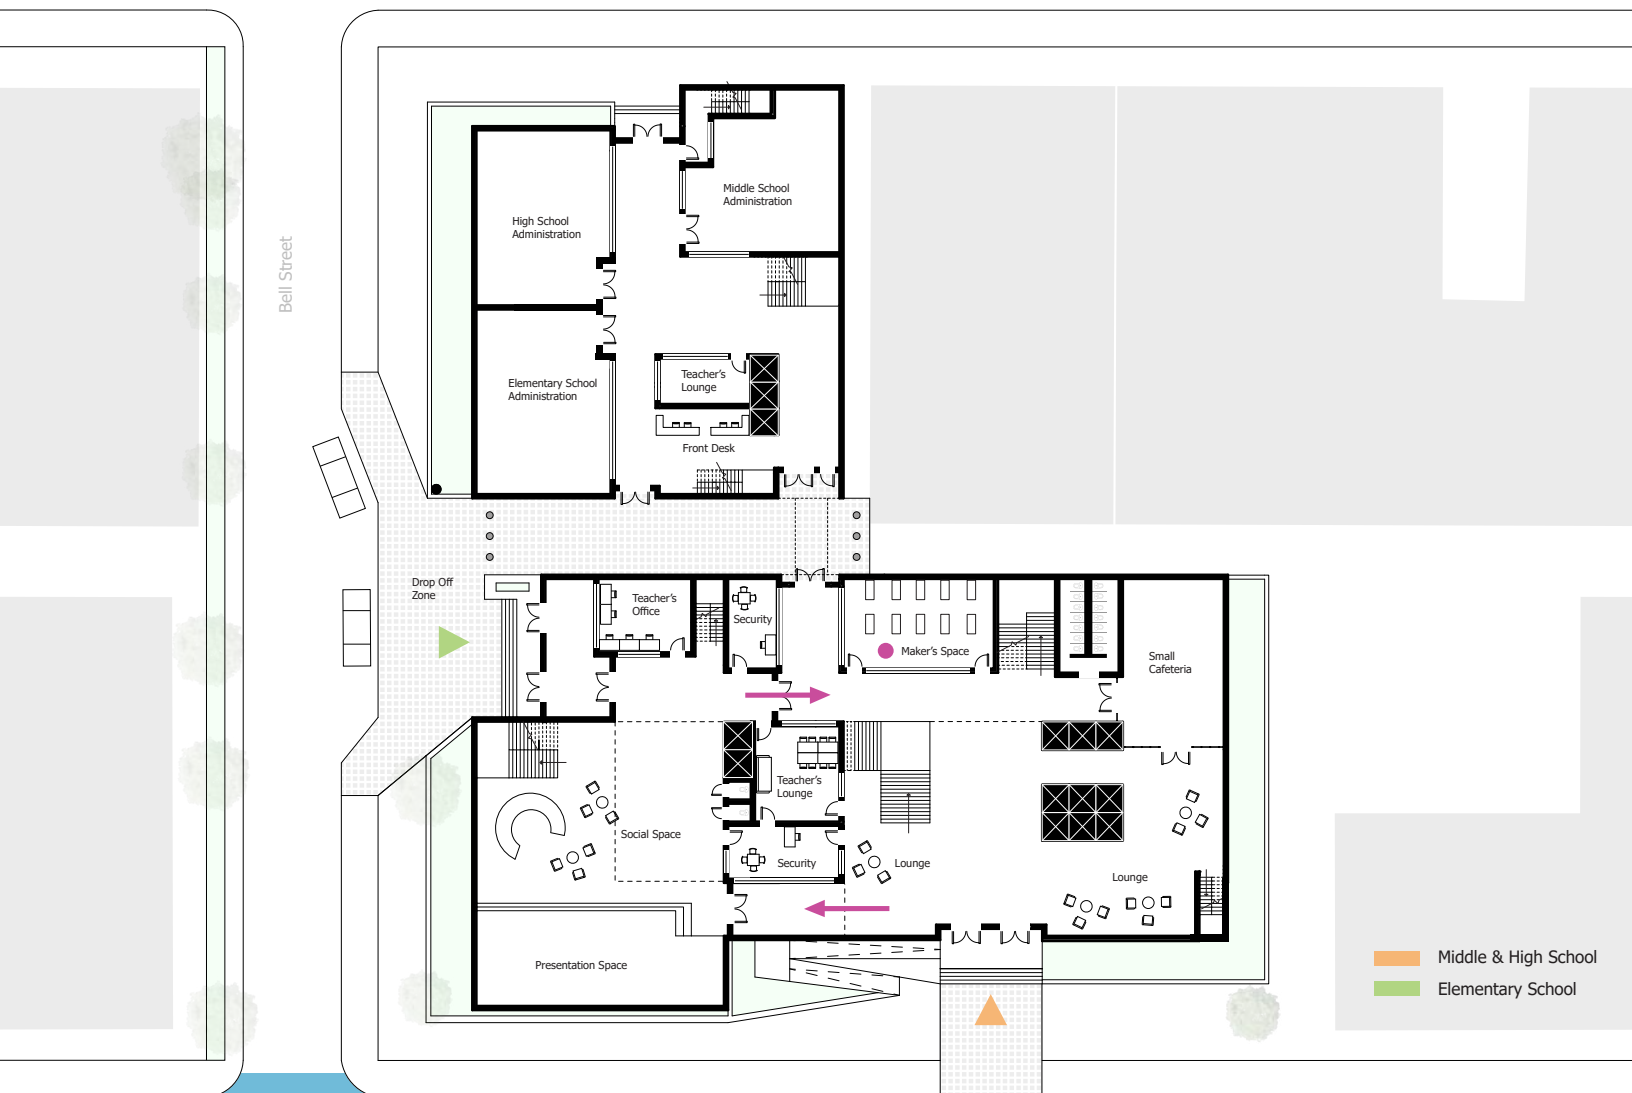 Bell Street
High School
Administration
Middle School
Administration
Elementary School
Administration
Teacher's
Lounge
Front Desk
Drop Off
Zone
Teacher's
Office
Security
Maker's Space
Small
Cafeteria
Social Space
Teacher's
Lounge
Security
Lounge
Lounge
Presentation Space
Middle & High School
Elementary School